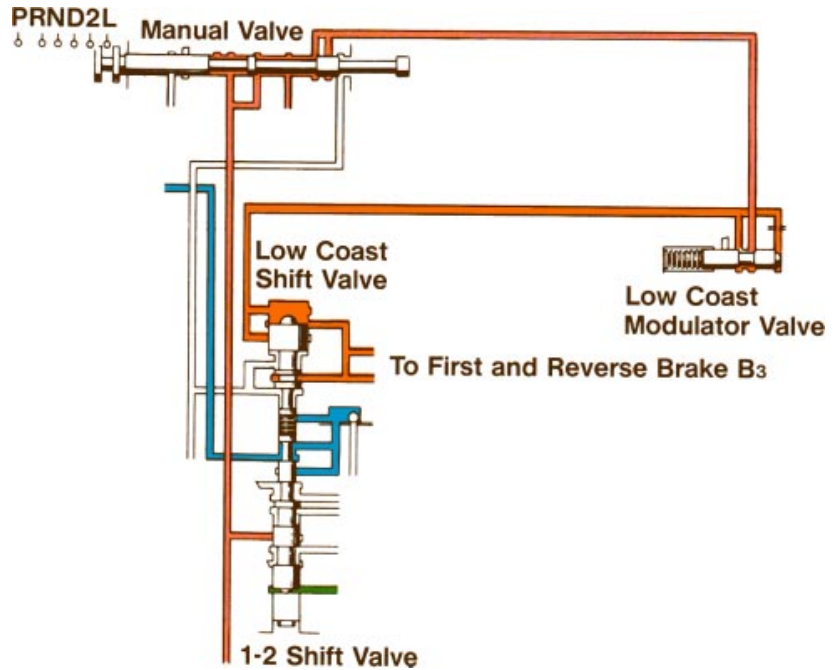 PRND2L
Manual Valve
Low Coast
Shift Valve
Low Coast
Modulator Valve
To First and Reverse Brake B₃
1-2 Shift Valve